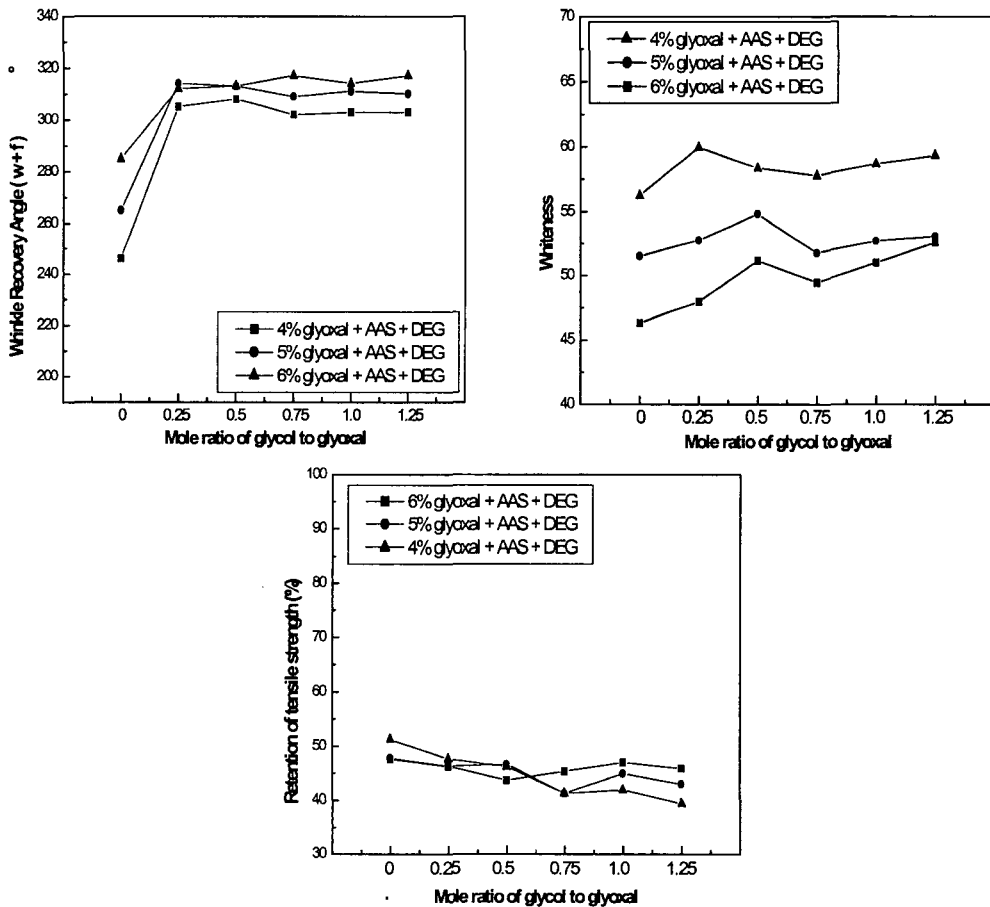 340
320
300
280
260
240
220
200
Wrinkle Recovery Angle ( w + f )
°
4% glyoxal + AAS + DEG
5% glyoxal + AAS + DEG
6% glyoxal + AAS + DEG
0 0.25 0.5 0.75 1.0 1.25
Mole ratio of glycol to glyoxal
70
65
60
55
50
45
40
Whiteness
4% glyoxal + AAS + DEG
5% glyoxal + AAS + DEG
6% glyoxal + AAS + DEG
0 0.25 0.5 0.75 1.0 1.25
Mole ratio of glycol to glyoxal
100
90
80
70
60
50
40
30
Retention of tensile strength (%)
6% glyoxal + AAS + DEG
5% glyoxal + AAS + DEG
4% glyoxal + AAS + DEG
0 0.25 0.5 0.75 1.0 1.25
Mole ratio of glycol to glyoxal